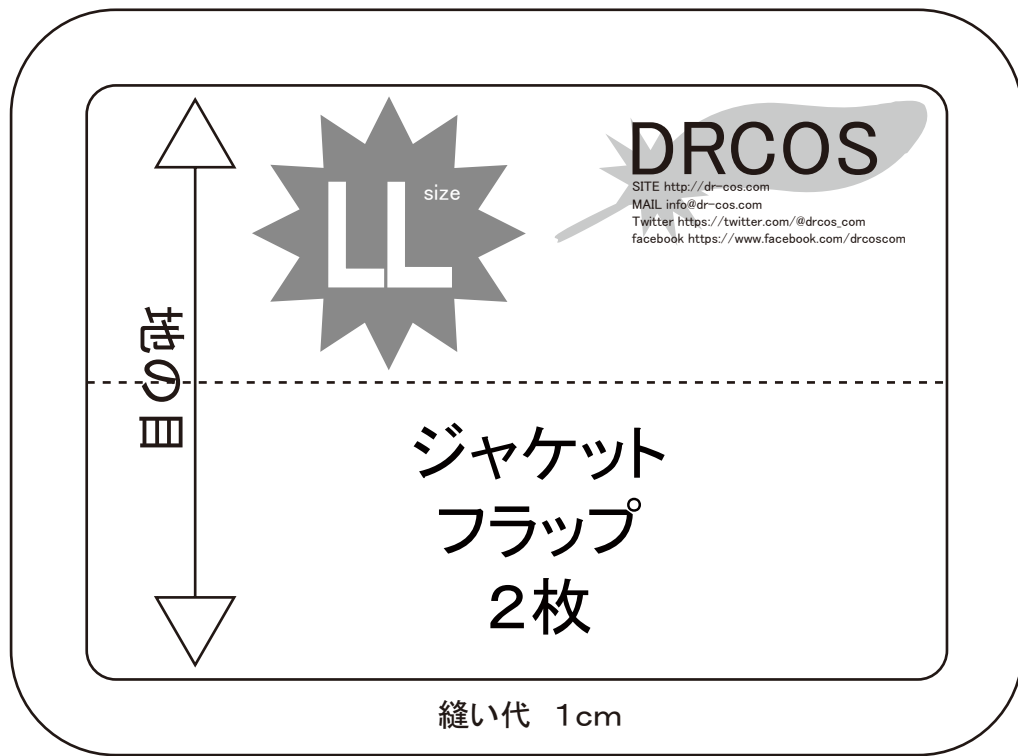 LL size
DRCOS
SITE http://dr-cos.com
MAIL info@dr-cos.com
Twitter https://twitter.com/@drcos_com
facebook https://www.facebook.com/drcoscom
地の目
ジャケット
フラップ
２枚
縫い代　1cm